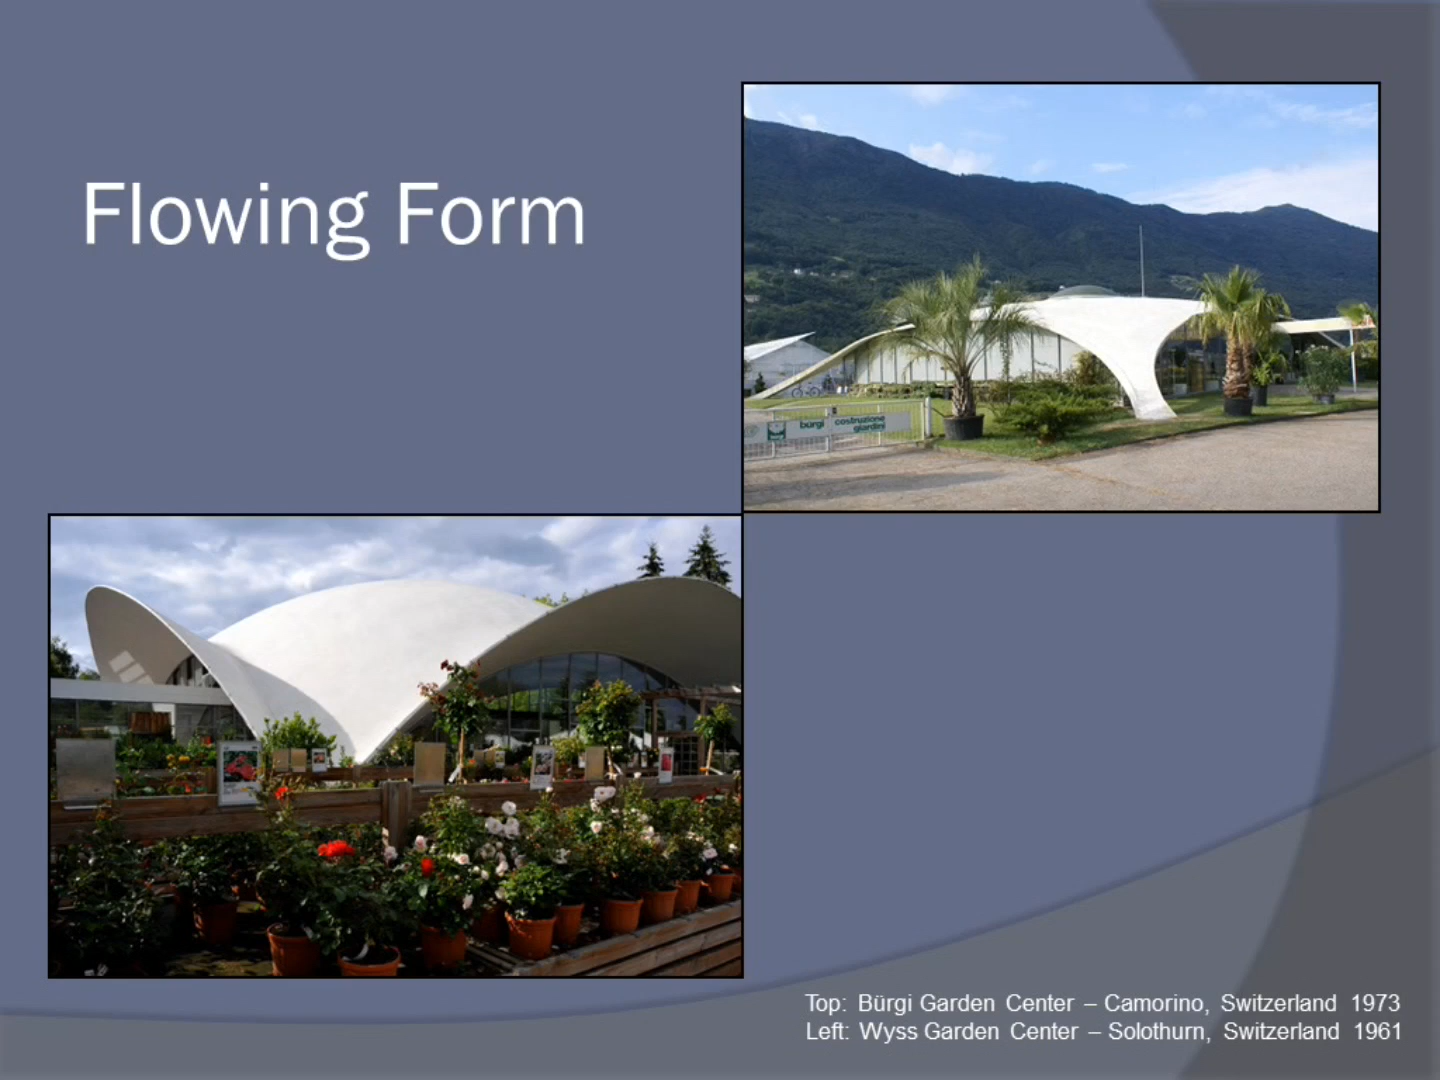 Flowing Form
bürgi
costruzione
giardini
Top: Bürgi Garden Center – Camorino, Switzerland 1973
Left: Wyss Garden Center – Solothurn, Switzerland 1961